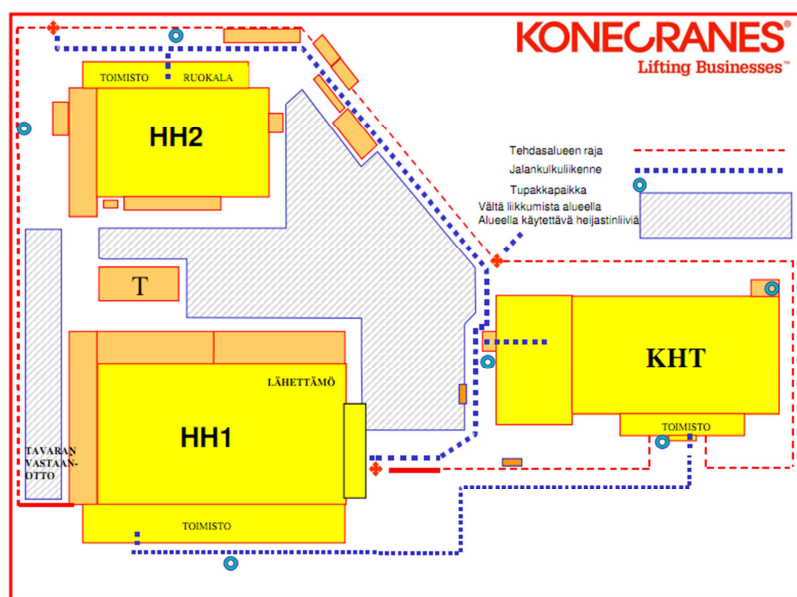 KONECRANES®
Lifting Businesses™
TOIMISTO RUOKALA
HH2
Tehdasalueen raja
Jalankulkuliikenne
Tupakkapaikka
Vältä liikkumista alueella
Alueella käytettävä heijastinliiviä
T
KHT
LÄHETTÄMÖ
TOIMISTO
HH1
TAVARAN
VASTAAN-
OTTO
TOIMISTO